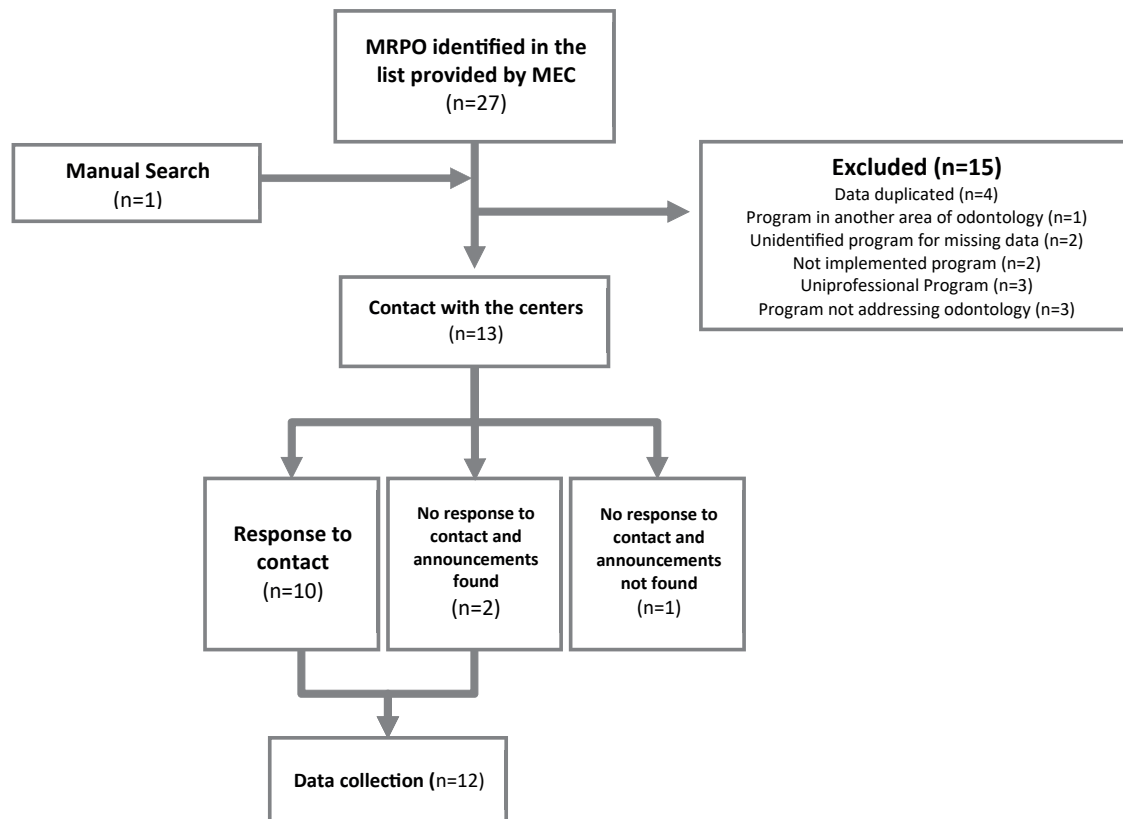 MRPO identified in the
list provided by MEC
(n=27)
Manual Search
(n=1)
Excluded (n=15)
Data duplicated (n=4)
Program in another area of odontology (n=1)
Unidentified program for missing data (n=2)
Not implemented program (n=2)
Uniprofessional Program (n=3)
Program not addressing odontology (n=3)
Contact with the centers
(n=13)
Response to
contact
(n=10)
No response to
contact and
announcements
found
(n=2)
No response to
contact and
announcements
not found
(n=1)
Data collection (n=12)